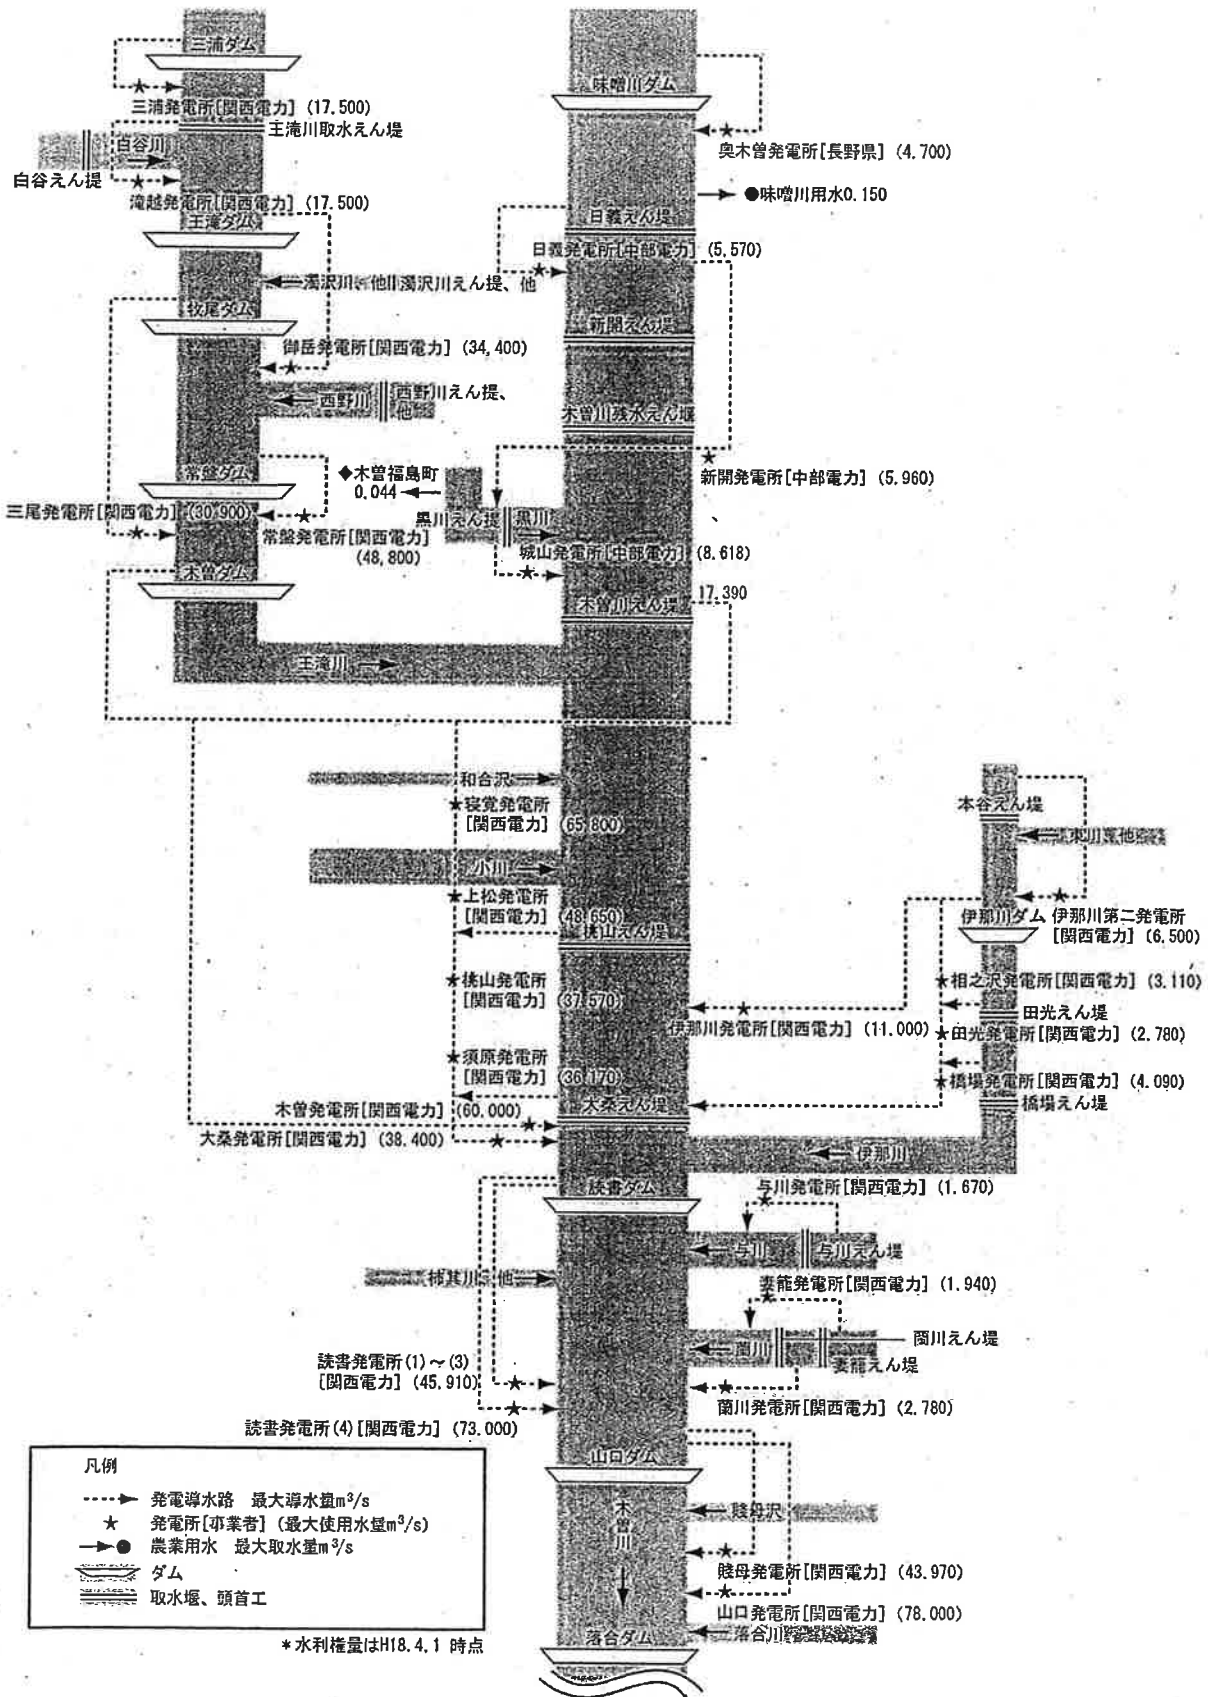 三浦ダム
三浦発電所[関西電力] (17.500)
王滝川取水えん堤
白谷川
白谷えん提
滝越発電所[関西電力] (17.500)
王滝ダム
濁沢川、他
濁沢川えん提、他
牧尾ダム
御岳発電所[関西電力] (34,400)
西野川
西野川えん提、
他
常盤ダム
三尾発電所[関西電力] (30,900)
常盤発電所[関西電力]
(48,800)
木曽ダム
王滝川
味噌川ダム
奥木曽発電所[長野県] (4.700)
●味噌川用水0.150
日義えん堤
日義発電所[中部電力] (5,570)
新開えん堤
木曽川残水えん堰
新開発電所[中部電力] (5.960)
◆木曽福島町
0.044
黒川えん提
黒川
城山発電所[中部電力] (8.618)
17.390
木曽川えん堤
和合沢
★寝覚発電所
[関西電力] (65.800)
小川
★上松発電所
[関西電力] (48.650)
桃山えん堤
★桃山発電所
[関西電力] (37.570)
★須原発電所
[関西電力] (36.170)
木曽発電所[関西電力] (60.000)
大桑えん堤
大桑発電所[関西電力] (38.400)
本谷えん堤
東川、他
伊那川ダム
伊那川第二発電所
[関西電力] (6.500)
★相之沢発電所[関西電力] (3.110)
田光えん堤
伊那川発電所[関西電力] (11.000)
★田光発電所[関西電力] (2.780)
★橋場発電所[関西電力] (4.090)
橋場えん堤
伊那川
読書ダム
与川発電所[関西電力] (1.670)
与川
与川えん堤
柿其川、他
妻籠発電所[関西電力] (1.940)
蘭川
蘭川えん堤
妻籠えん堤
読書発電所(1)～(3)
[関西電力] (45.910)
蘭川発電所[関西電力] (2.780)
読書発電所(4)[関西電力] (73.000)
山口ダム
木曽川
賤母沢
賤母発電所[関西電力] (43.970)
山口発電所[関西電力] (78.000)
落合川
落合ダム
凡例
発電導水路 最大導水量m³/s
★ 発電所[事業者] (最大使用水量m³/s)
農業用水 最大取水量m³/s
ダム
取水堰、頭首工
*水利権量はH18.4.1 時点